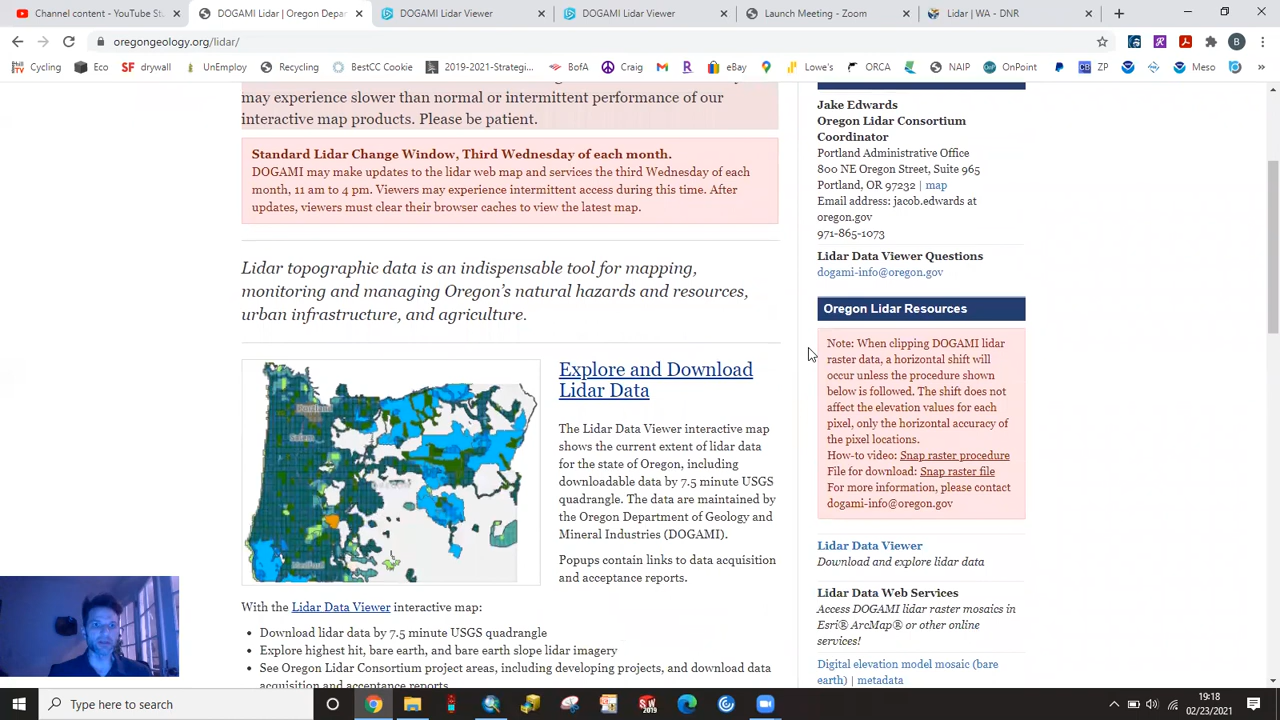 Channel content - YouTube St
DOGAMI Oregon Lidar | Oregon Depar
DOGAMI Lidar Viewer
DOGAMI Lidar Viewer
Launch Meeting - Zoom
Lidar | WA - DNR
oregongeology.org/lidar/
Cycling
Eco
SF drywall
UnEmploy
Recycling
BestCC Cookie
2019-2021-Strategi...
BofA
Craig
eBay
Lowe's
ORCA
NAIP
OnPoint
ZP
Meso
may experience slower than normal or intermittent performance of our
interactive map products. Please be patient.
Standard Lidar Change Window, Third Wednesday of each month.
DOGAMI may make updates to the lidar web map and services the third Wednesday of each
month, 11 am to 4 pm. Viewers may experience intermittent access during this time. After
updates, viewers must clear their browser caches to view the latest map.
Lidar topographic data is an indispensable tool for mapping,
monitoring and managing Oregon's natural hazards and resources,
urban infrastructure, and agriculture.
Portland
Salem
Explore and Download
Lidar Data
The Lidar Data Viewer interactive map
shows the current extent of lidar data
for the state of Oregon, including
downloadable data by 7.5 minute USGS
quadrangle. The data are maintained by
the Oregon Department of Geology and
Mineral Industries (DOGAMI).
Popups contain links to data acquisition
and acceptance reports.
With the Lidar Data Viewer interactive map:
• Download lidar data by 7.5 minute USGS quadrangle
• Explore highest hit, bare earth, and bare earth slope lidar imagery
• See Oregon Lidar Consortium project areas, including developing projects, and download data
acquisition and acceptance reports
Jake Edwards
Oregon Lidar Consortium
Coordinator
Portland Administrative Office
800 NE Oregon Street, Suite 965
Portland, OR 97232 | map
Email address: jacob.edwards at
oregon.gov
971-865-1073
Lidar Data Viewer Questions
dogami-info@oregon.gov
Oregon Lidar Resources
Note: When clipping DOGAMI lidar
raster data, a horizontal shift will
occur unless the procedure shown
below is followed. The shift does not
affect the elevation values for each
pixel, only the horizontal accuracy of
the pixel locations.
How-to video: Snap raster procedure
File for download: Snap raster file
For more information, please contact
dogami-info@oregon.gov
Lidar Data Viewer
Download and explore lidar data
Lidar Data Web Services
Access DOGAMI lidar raster mosaics in
Esri® ArcMap® or other online
services!
Digital elevation model mosaic (bare
earth) | metadata
Type here to search
19:18
02/23/2021